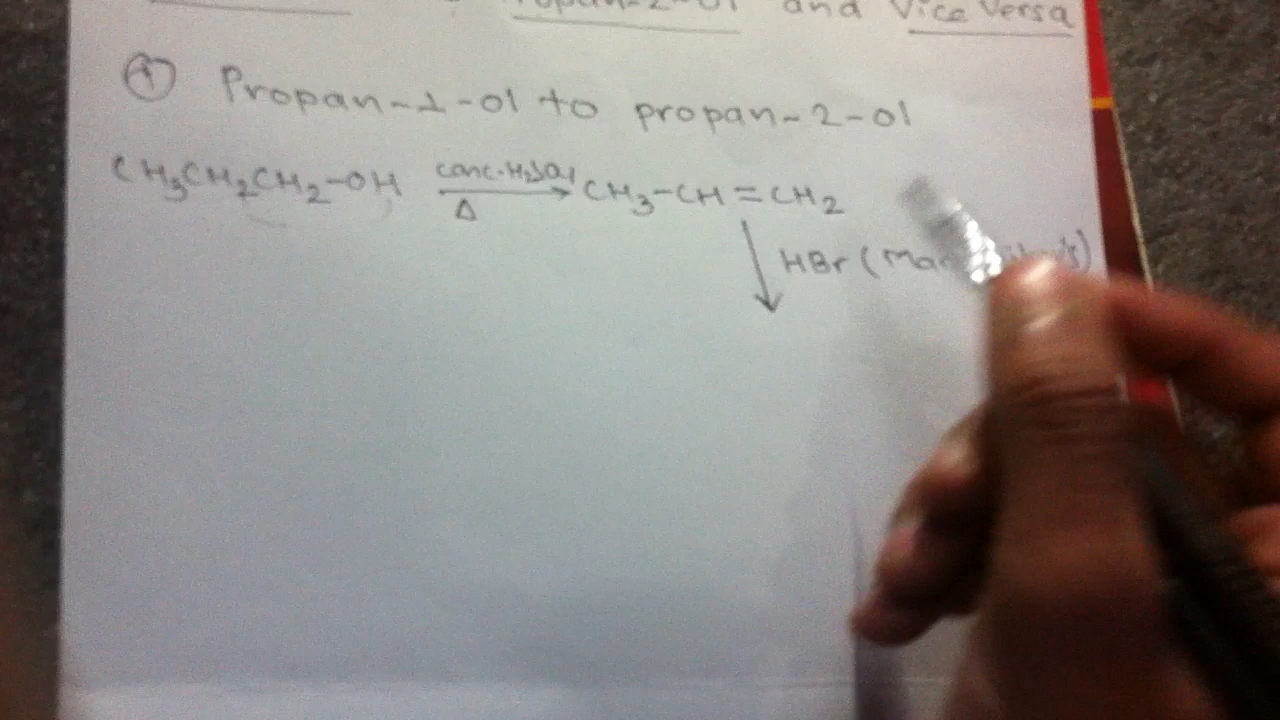 and Vice Versa
① Propan-1-ol to propan-2-ol
CH3CH2CH2-OH conc.H2SO4 Δ → CH3-CH=CH2
↓ HBr (